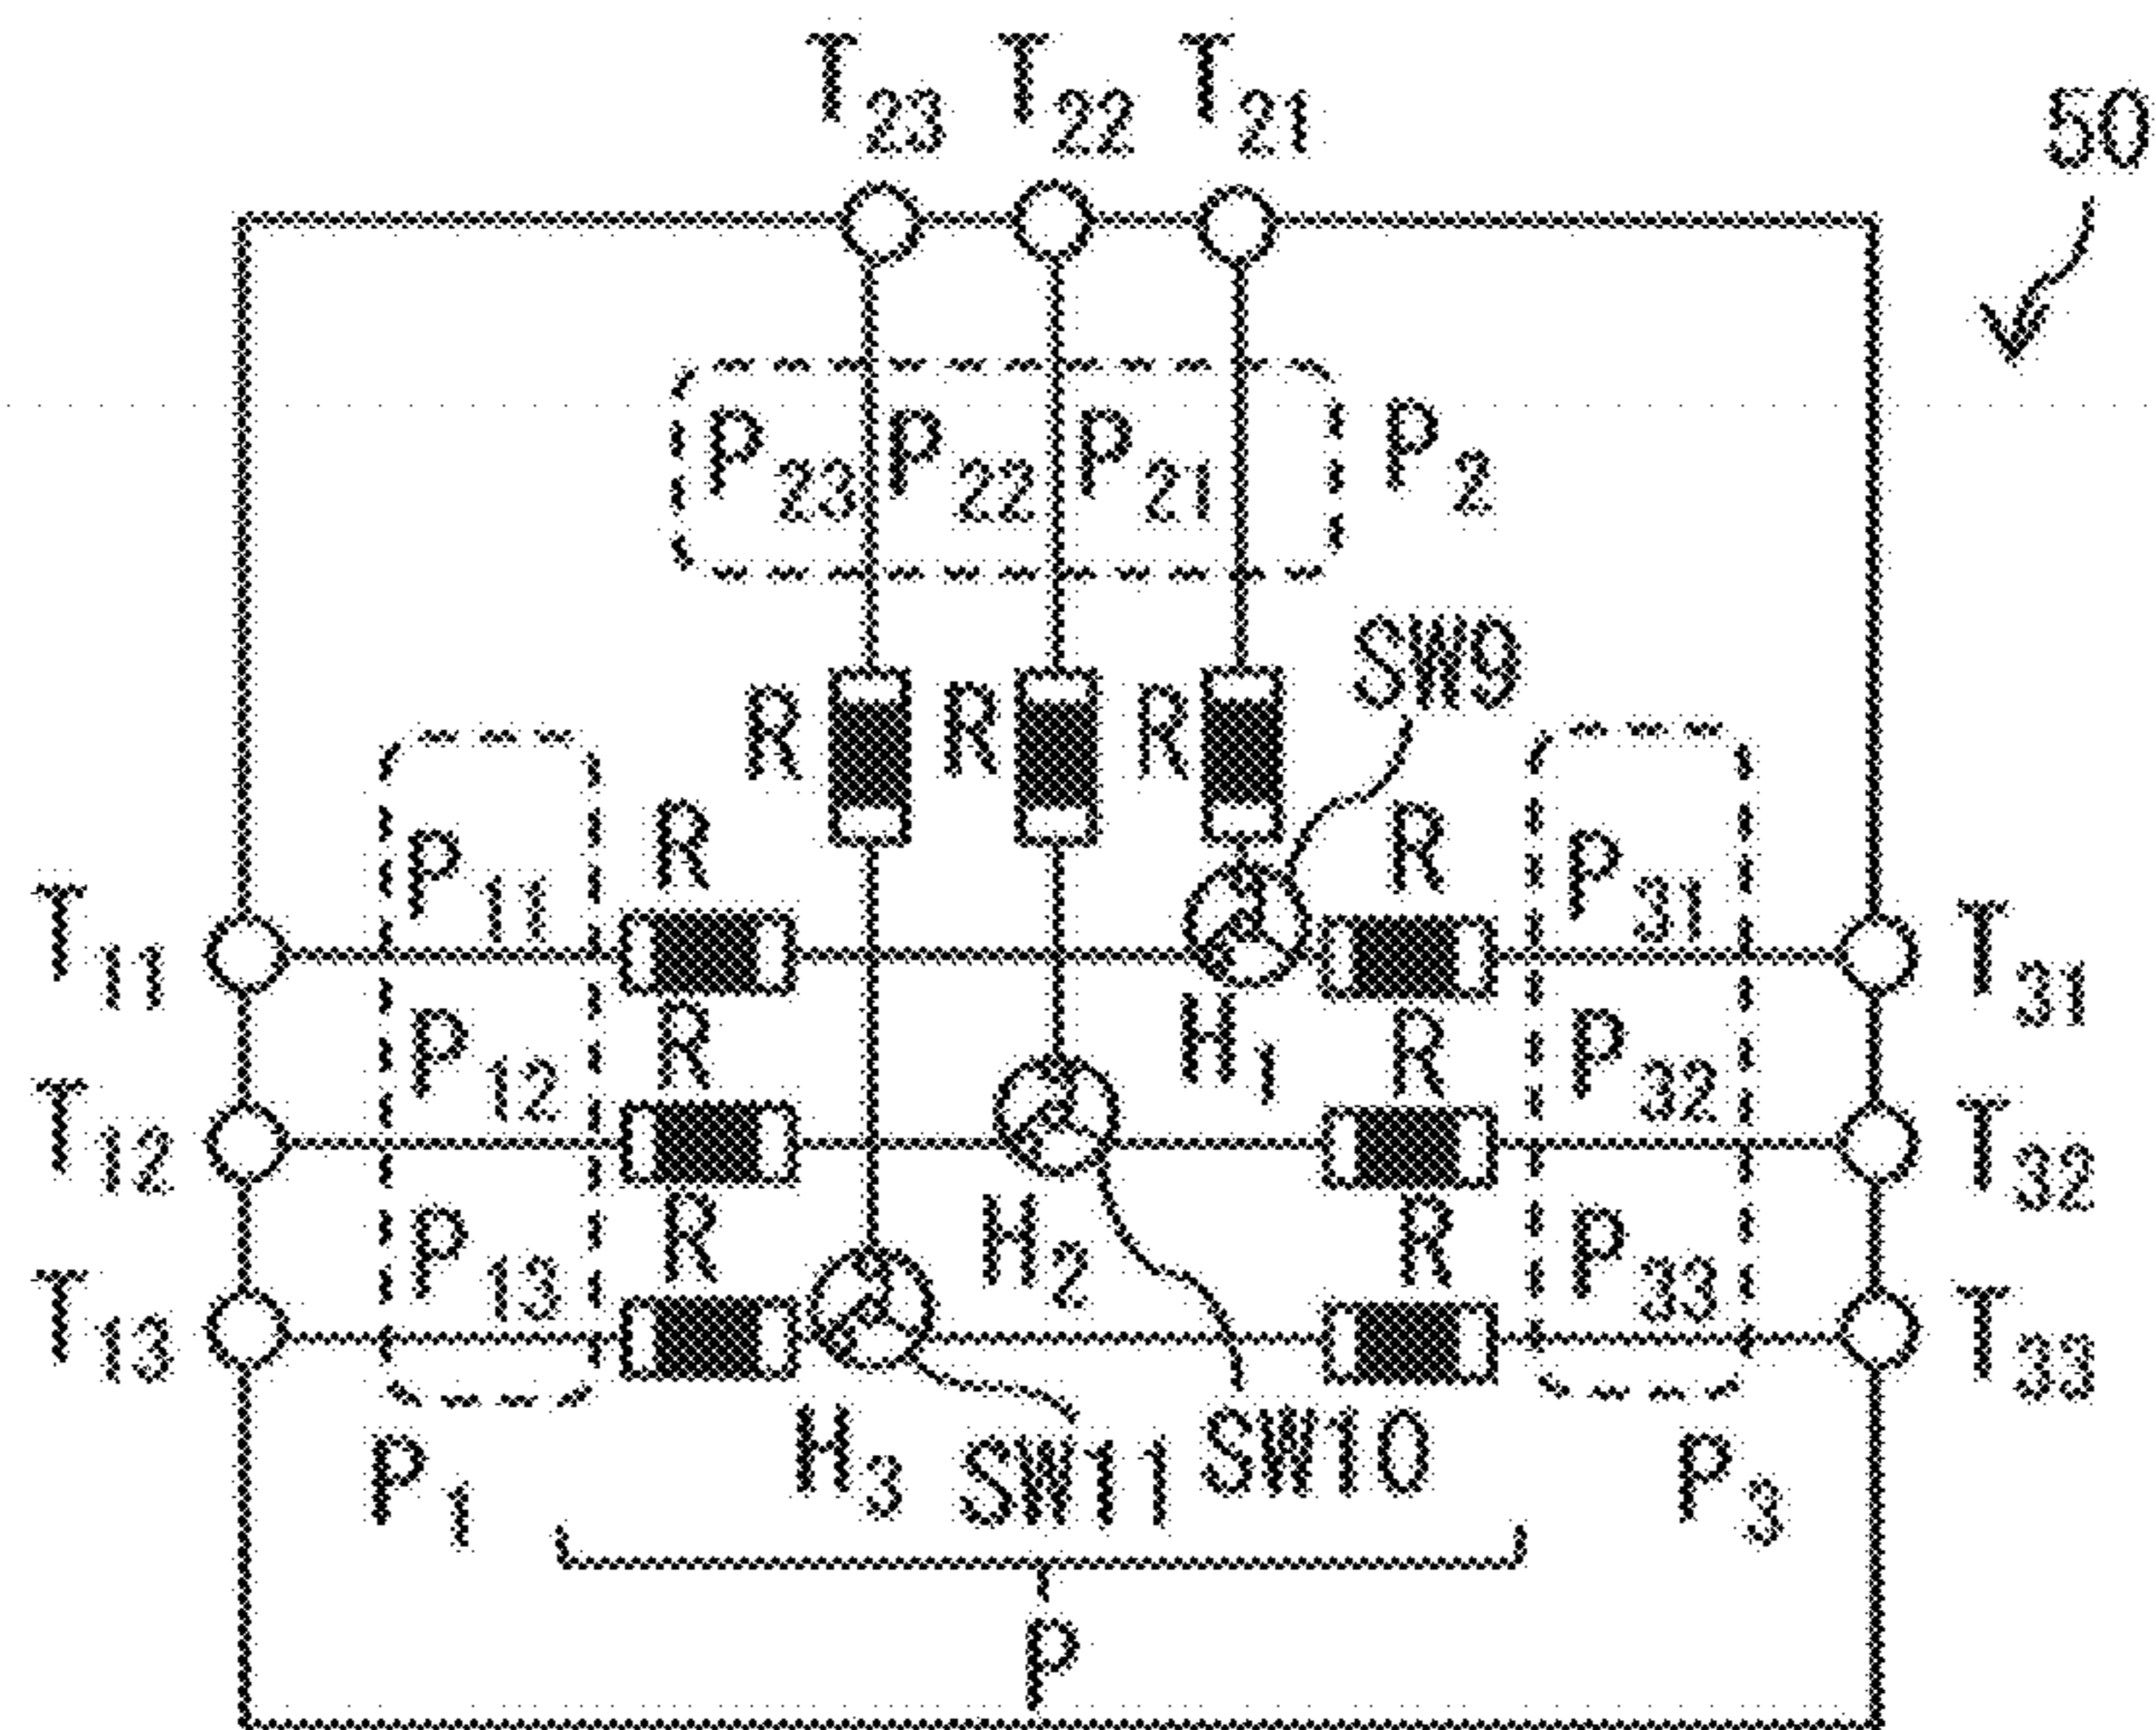 T23 T22 T21
50
P23 P22 P21 P2
SW9
R R R
R R
P11 P31
T11 T31
H1
R R
P12 P32
T12 T32
H2
R R
P13 P33
T13 T33
P1 H3 SW11 SW10 P3
P